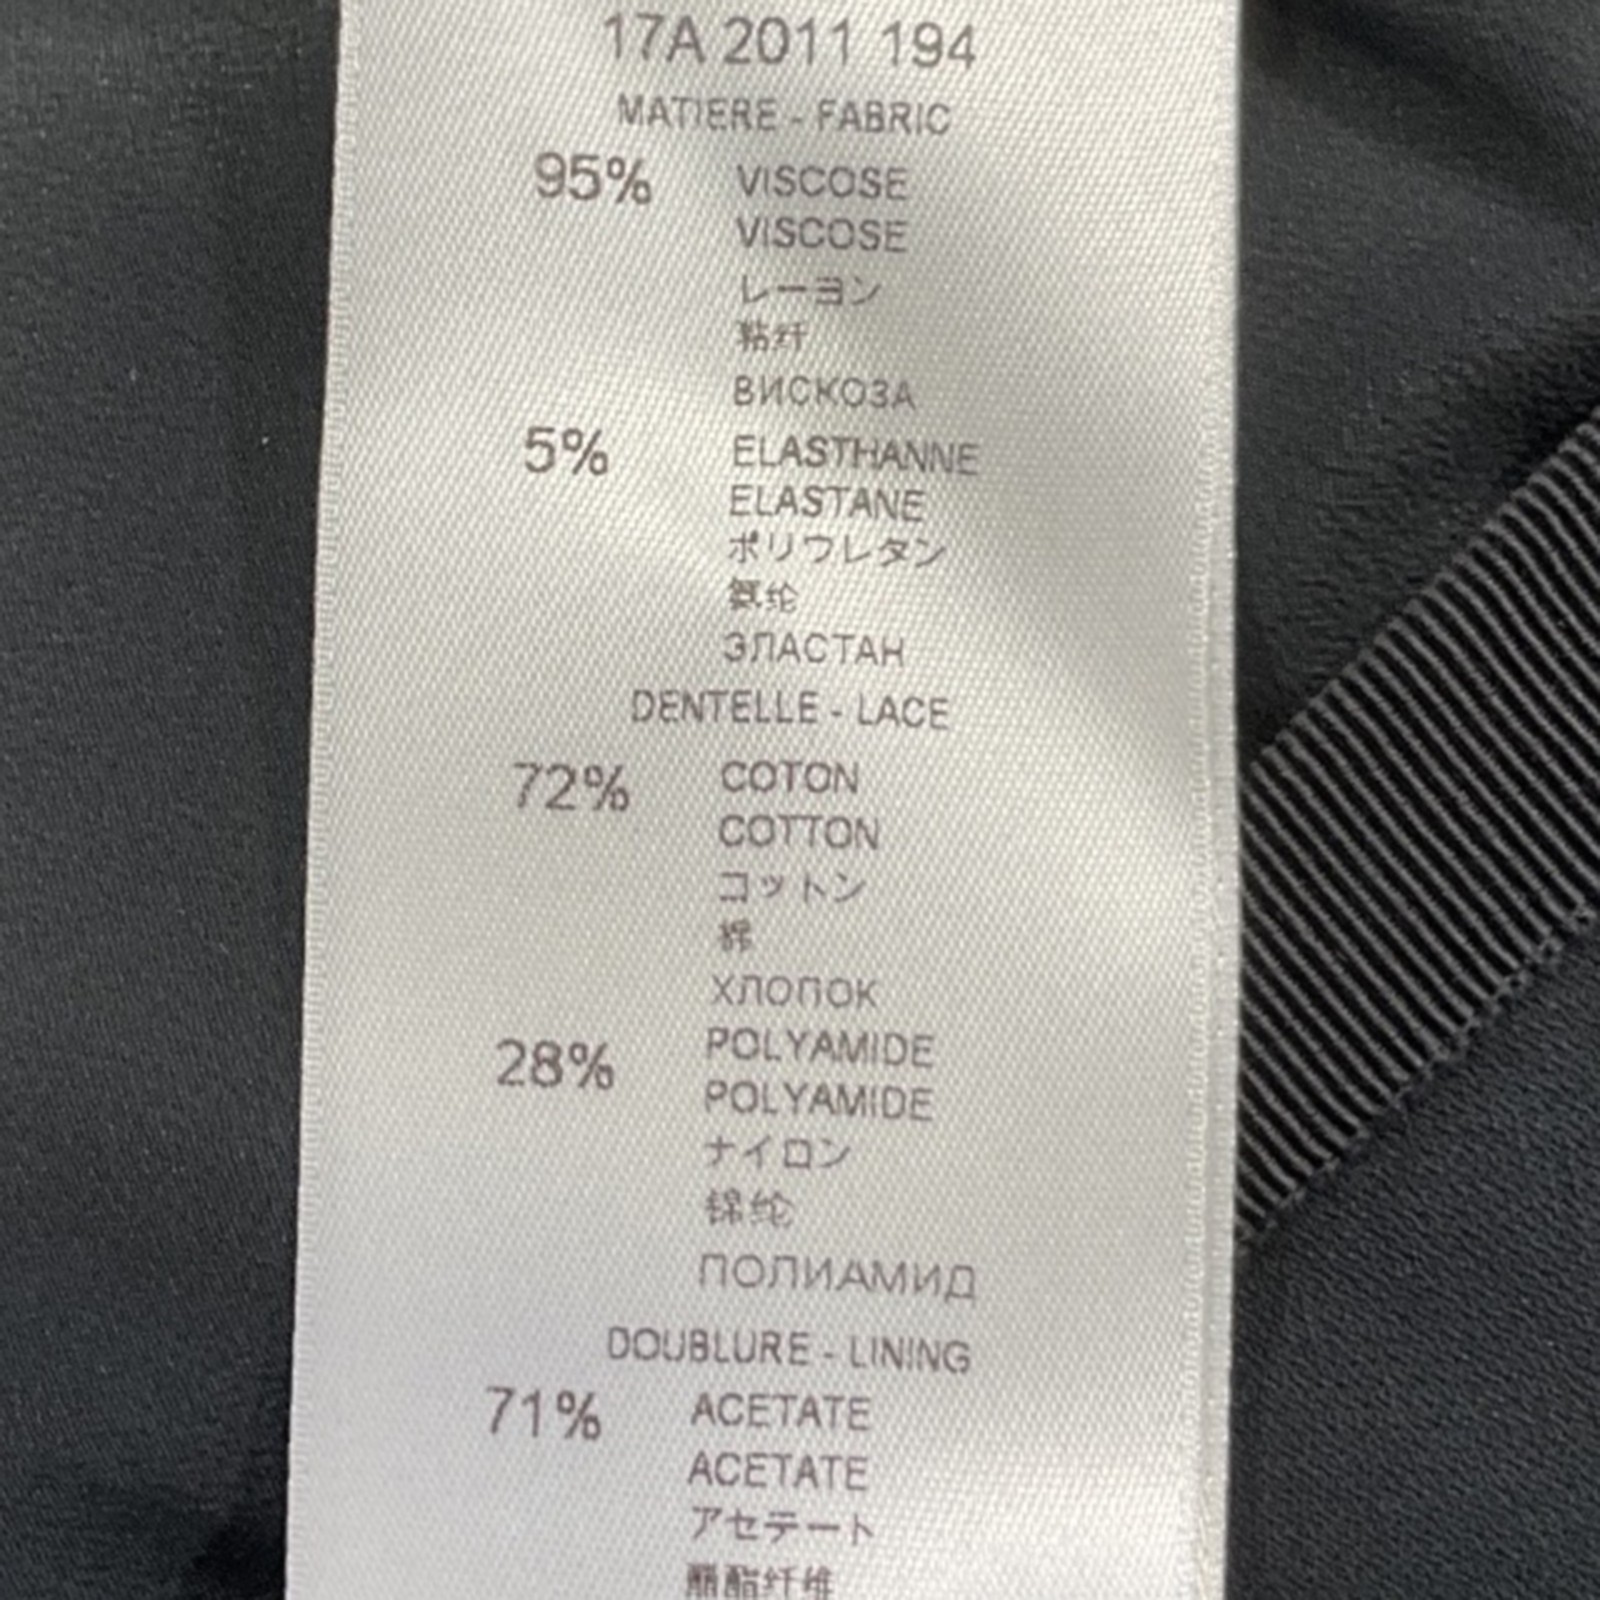 17A 2011 194
MATIERE - FABRIC
95% VISCOSE
VISCOSE
レーヨン
粘纤
ВИСКОЗА
5% ELASTHANNE
ELASTANE
ポリウレタン
氨纶
ЭЛАСТАН
DENTELLE - LACE
72% COTON
COTTON
コットン
棉
ХЛОПОК
28% POLYAMIDE
POLYAMIDE
ナイロン
锦纶
ПОЛИАМИД
DOUBLURE - LINING
71% ACETATE
ACETATE
アセテート
醋酯纤维